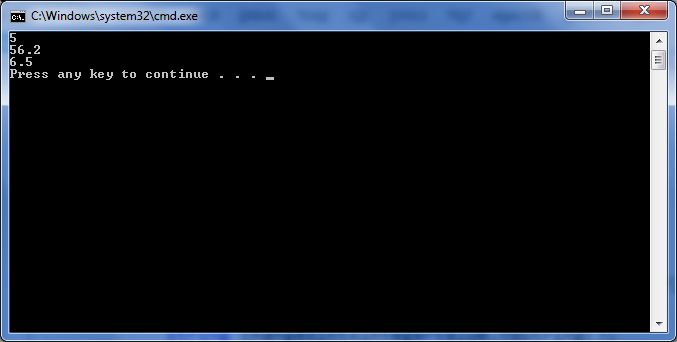 C:\Windows\system32\cmd.exe
5
56.2
6.5
Press any key to continue . . . _